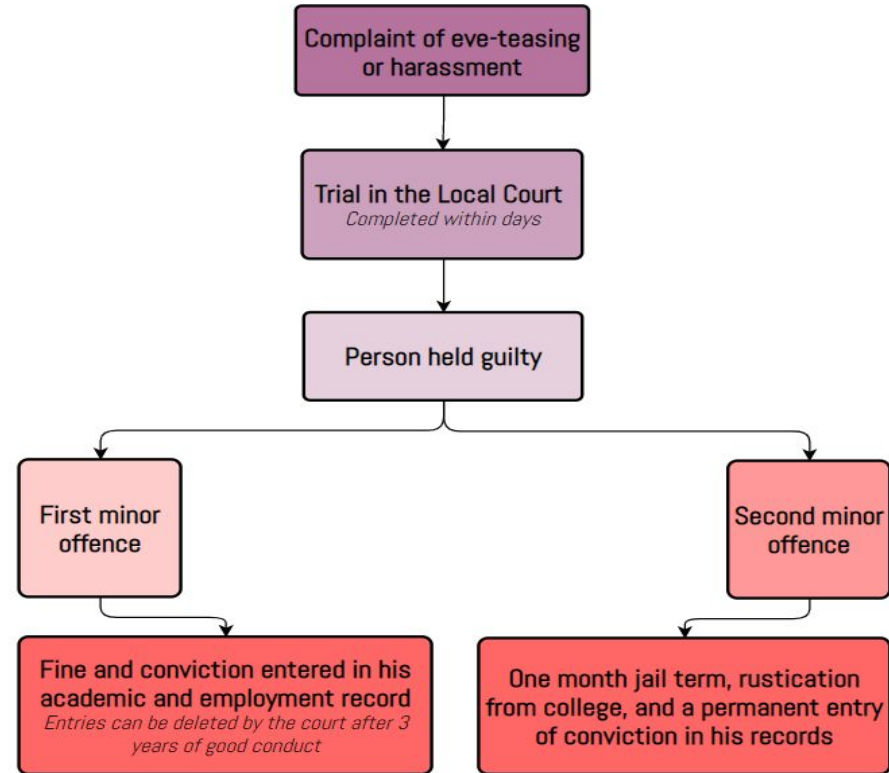 Complaint of eve-teasing
or harassment
Trial in the Local Court
Completed within days
Person held guilty
First minor
offence
Second minor
offence
Fine and conviction entered in his
academic and employment record
Entries can be deleted by the court after 3
years of good conduct
One month jail term, rustication
from college, and a permanent entry
of conviction in his records